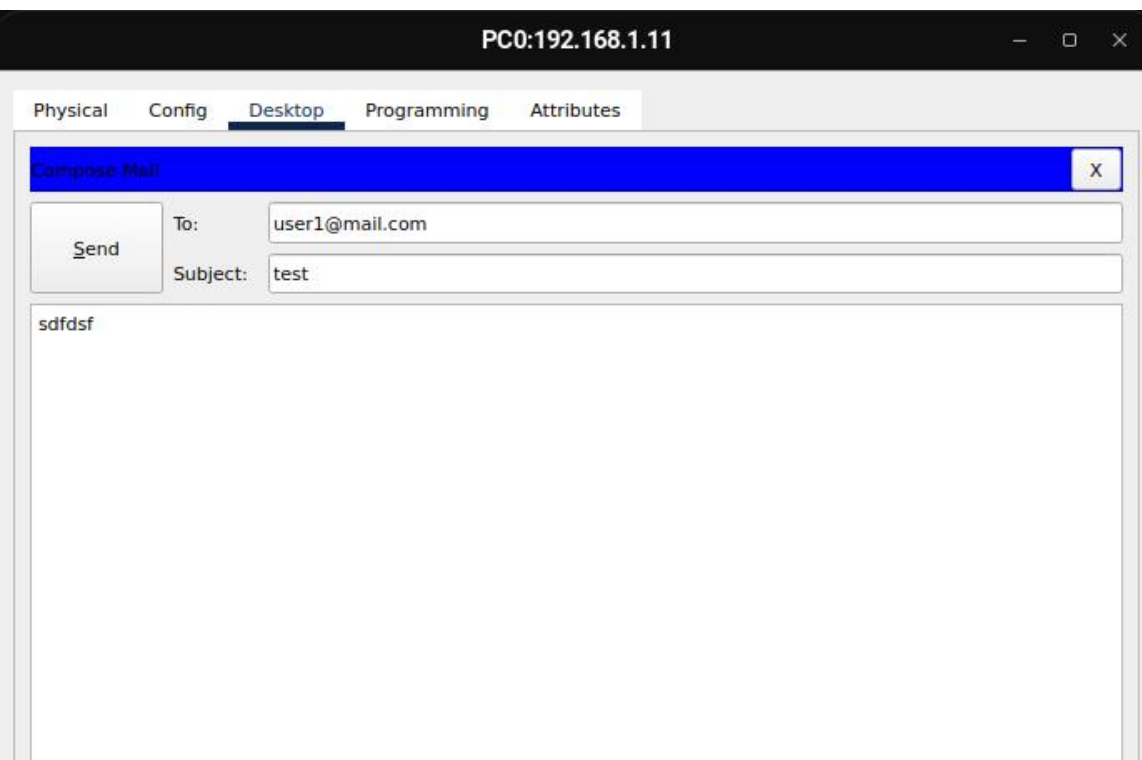 PC0:192.168.1.11
Physical Config Desktop Programming Attributes
Compose Mail
X
Send
To: user1@mail.com
Subject: test
sdfdsf